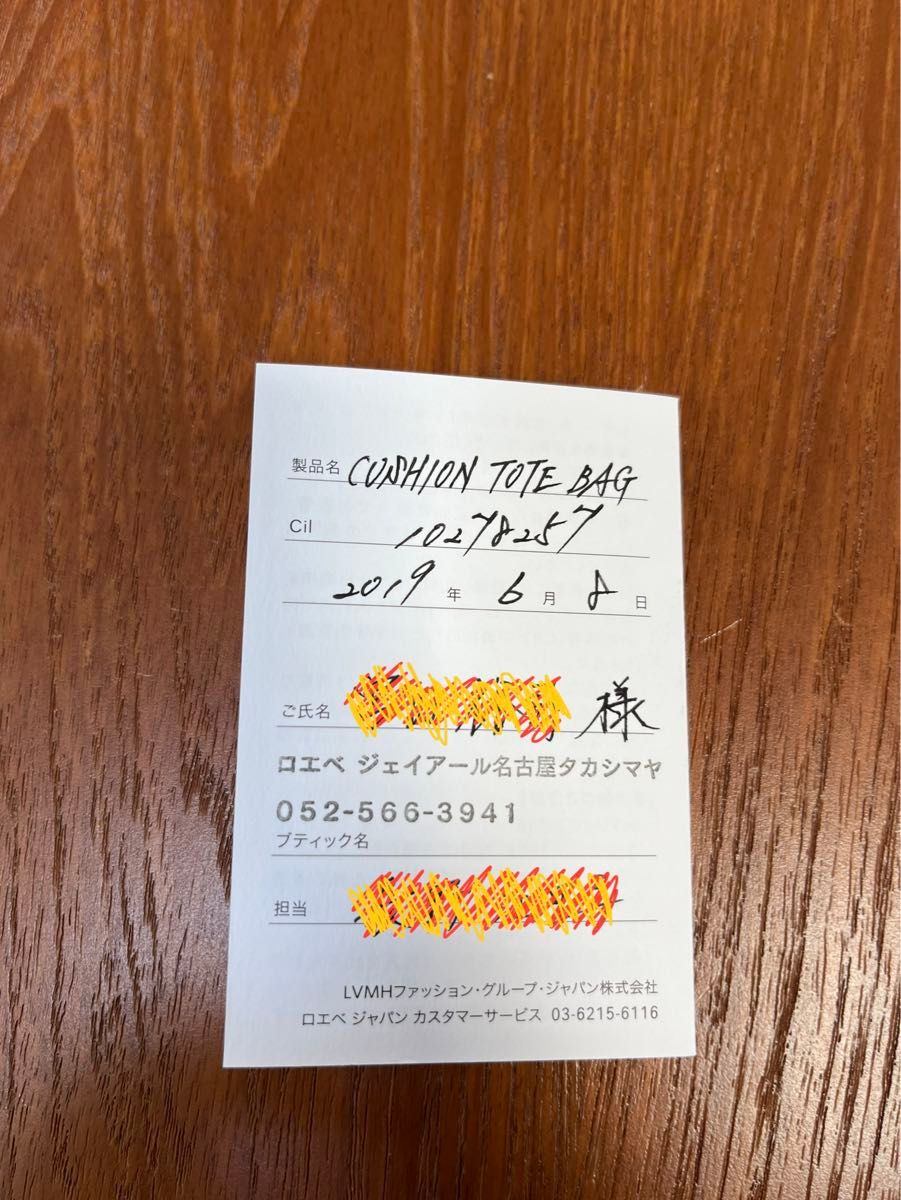 製品名 CUSHION TOTE BAG
Cil 10278257
2019 年 6 月 8 日
ご氏名 様
ロエベ ジェイアール名古屋タカシマヤ
052-566-3941
ブティック名
担当
LVMHファッション・グループ・ジャパン株式会社
ロエベ ジャパン カスタマーサービス 03-6215-6116